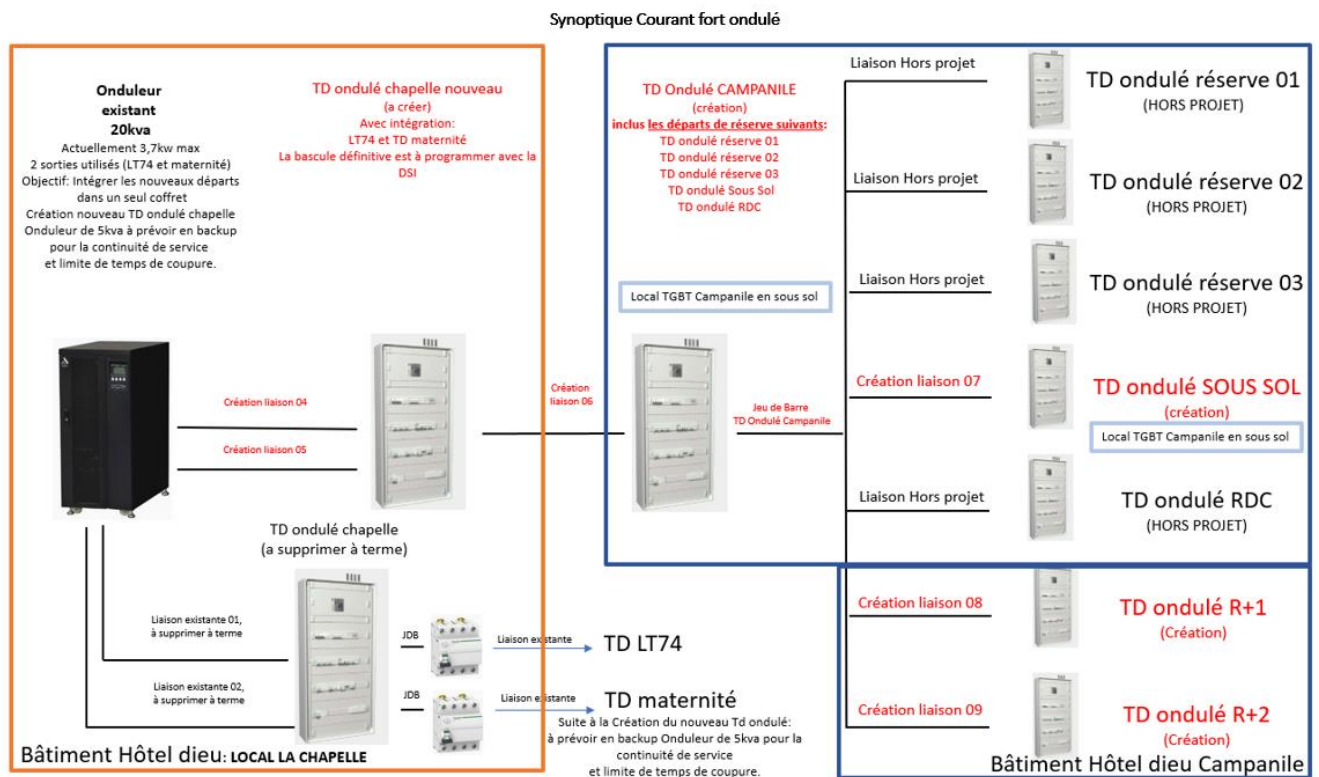 Synoptique Courant fort ondulé
Onduleur
existant
20kva
Actuellement 3,7kw max
2 sorties utilisés (LT74 et maternité)
Objectif: Intégrer les nouveaux départs
dans un seul coffret
Création nouveau TD ondulé chapelle
Onduleur de 5kva à prévoir en backup
pour la continuité de service
et limite de temps de coupure.
TD ondulé chapelle nouveau
(a créer)
Avec intégration:
LT74 et TD maternité
La bascule définitive est à programmer avec la
DSI
TD Ondulé CAMPANILE
(création)
inclus les départs de réserve suivants:
TD ondulé réserve 01
TD ondulé réserve 02
TD ondulé réserve 03
TD ondulé Sous Sol
TD ondulé RDC
Local TGBT Campanile en sous sol
Liaison Hors projet
TD ondulé réserve 01
(HORS PROJET)
Liaison Hors projet
TD ondulé réserve 02
(HORS PROJET)
Liaison Hors projet
TD ondulé réserve 03
(HORS PROJET)
Création liaison 04
Création liaison 05
Création
liaison 06
Jeu de Barre
TD Ondulé Campanile
Création liaison 07
TD ondulé SOUS SOL
(création)
Local TGBT Campanile en sous sol
Liaison Hors projet
TD ondulé RDC
(HORS PROJET)
TD ondulé chapelle
(a supprimer à terme)
Liaison existante 01,
à supprimer à terme
JDB
Liaison existante
TD LT74
Liaison existante 02,
à supprimer à terme
JDB
Liaison existante
TD maternité
Suite à la Création du nouveau Td ondulé:
à prévoir en backup Onduleur de 5kva pour la
continuité de service
et limite de temps de coupure.
Création liaison 08
TD ondulé R+1
(Création)
Création liaison 09
TD ondulé R+2
(Création)
Bâtiment Hôtel dieu: LOCAL LA CHAPELLE
Bâtiment Hôtel dieu Campanile